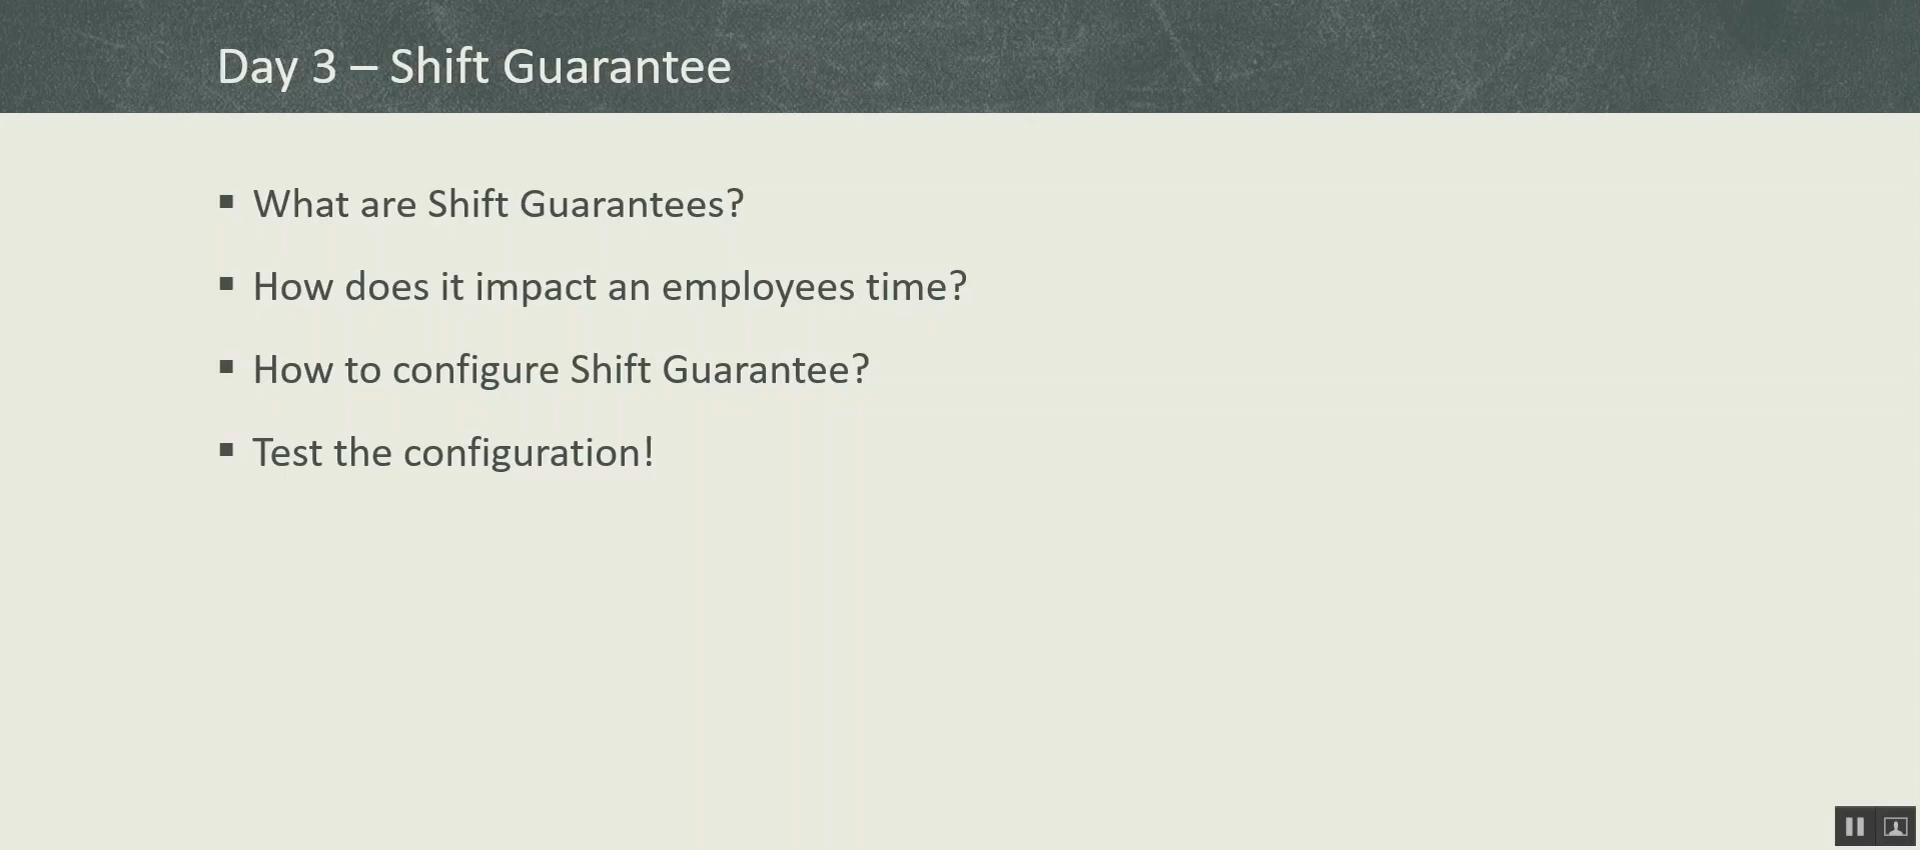 Day 3 – Shift Guarantee
▪ What are Shift Guarantees?
▪ How does it impact an employees time?
▪ How to configure Shift Guarantee?
▪ Test the configuration!